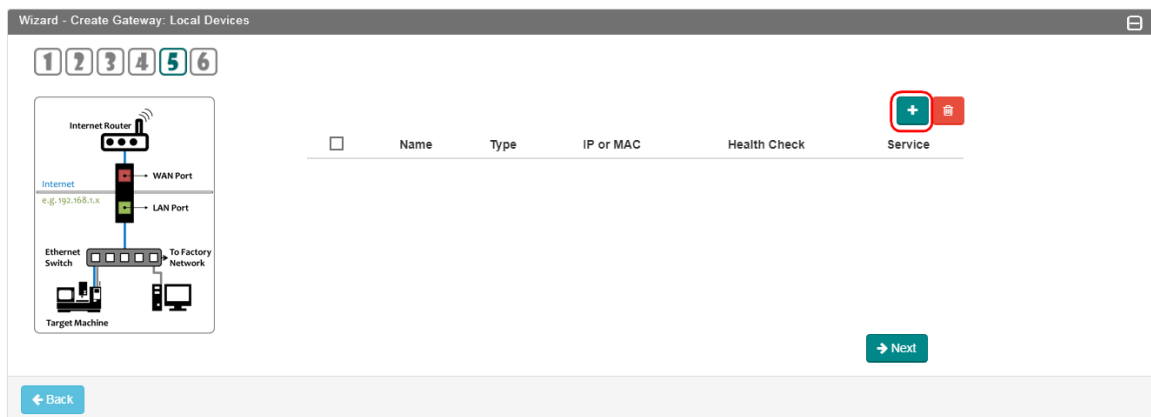 Wizard - Create Gateway: Local Devices
1 2 3 4 5 6
Internet Router
WAN Port
Internet
e.g. 192.168.1.x
LAN Port
Ethernet Switch
To Factory Network
Target Machine
Name Type IP or MAC Health Check Service
Next
Back